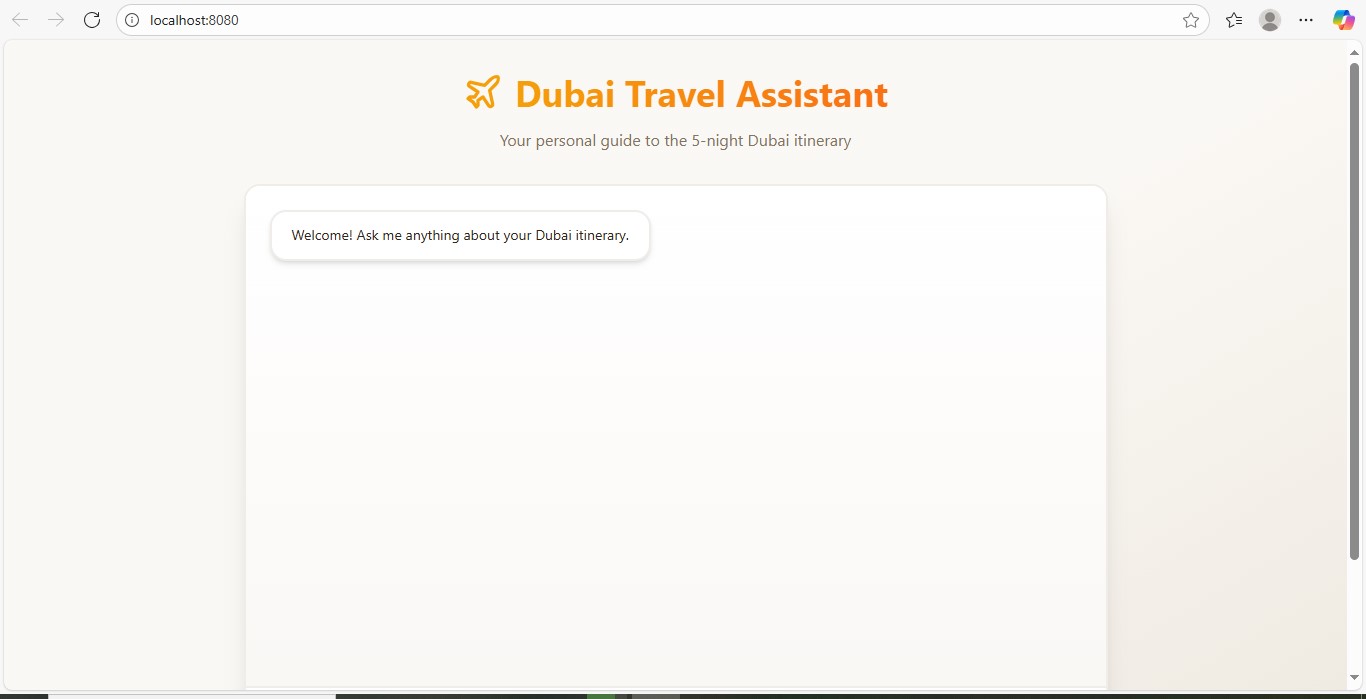 localhost:8080
Dubai Travel Assistant
Your personal guide to the 5-night Dubai itinerary
Welcome! Ask me anything about your Dubai itinerary.